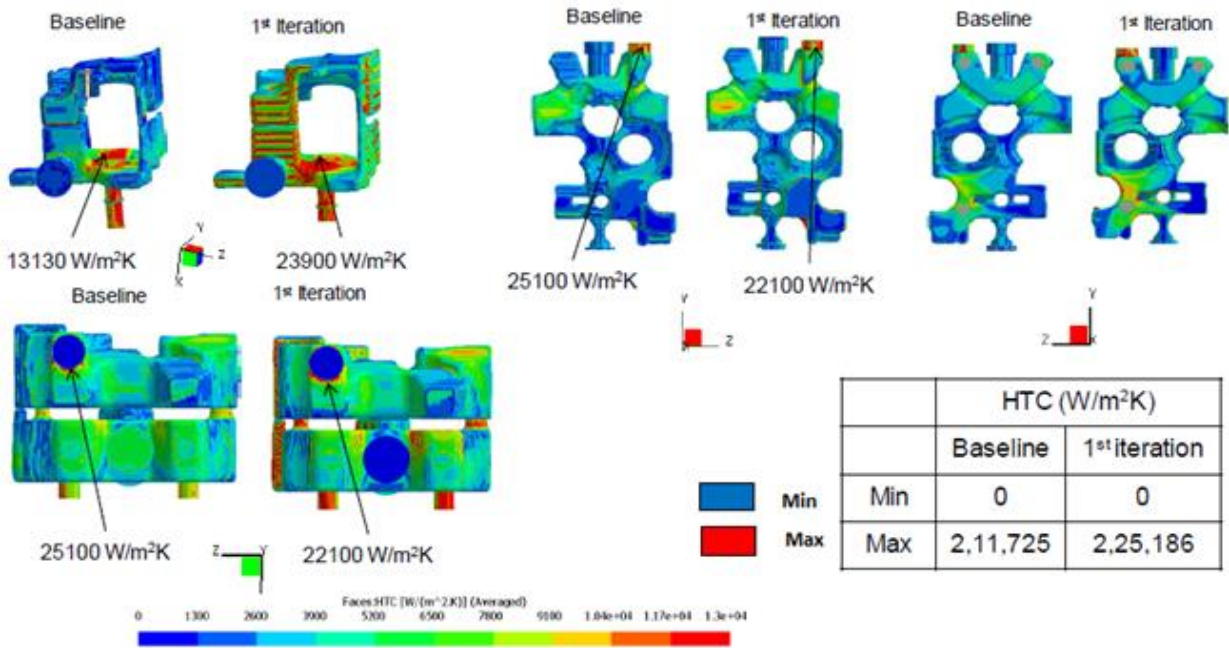 Baseline
1st Iteration
13130 W/m²K
23900 W/m²K
Y
Z
X
Baseline
1st Iteration
25100 W/m²K
22100 W/m²K
Y
Z
Baseline
1st Iteration
Y
Z
X
Baseline
1st Iteration
25100 W/m²K
22100 W/m²K
Z
Y
Min
Max
HTC (W/m²K)
Baseline 1st iteration
Min 0 0
Max 2,11,725 2,25,186
Faces:HTC [W/(m^2.K)] (Averaged)
0 1300 2600 3900 5200 6500 7800 9100 1.04e+04 1.17e+04 1.3e+04